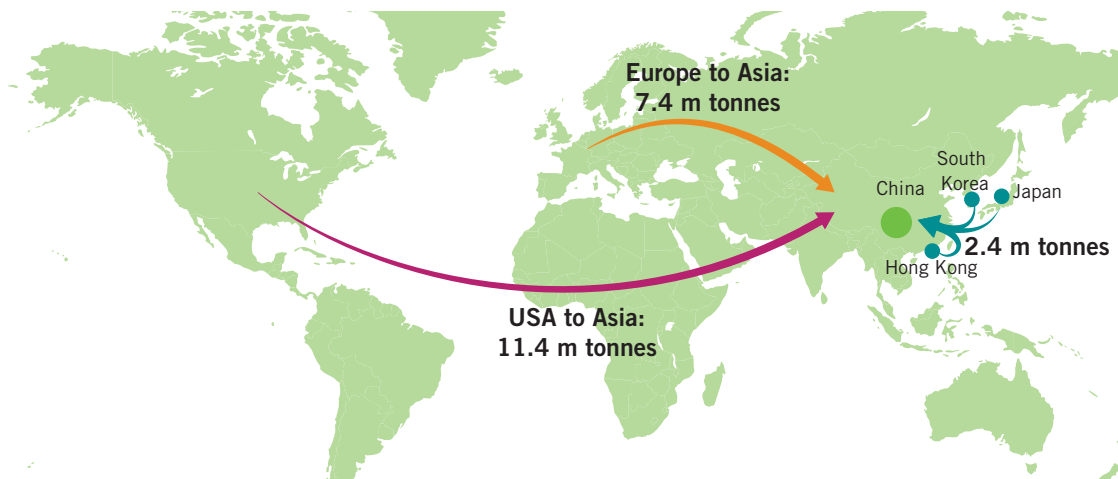 Europe to Asia:
7.4 m tonnes
South
Korea
China
Japan
2.4 m tonnes
Hong Kong
USA to Asia:
11.4 m tonnes